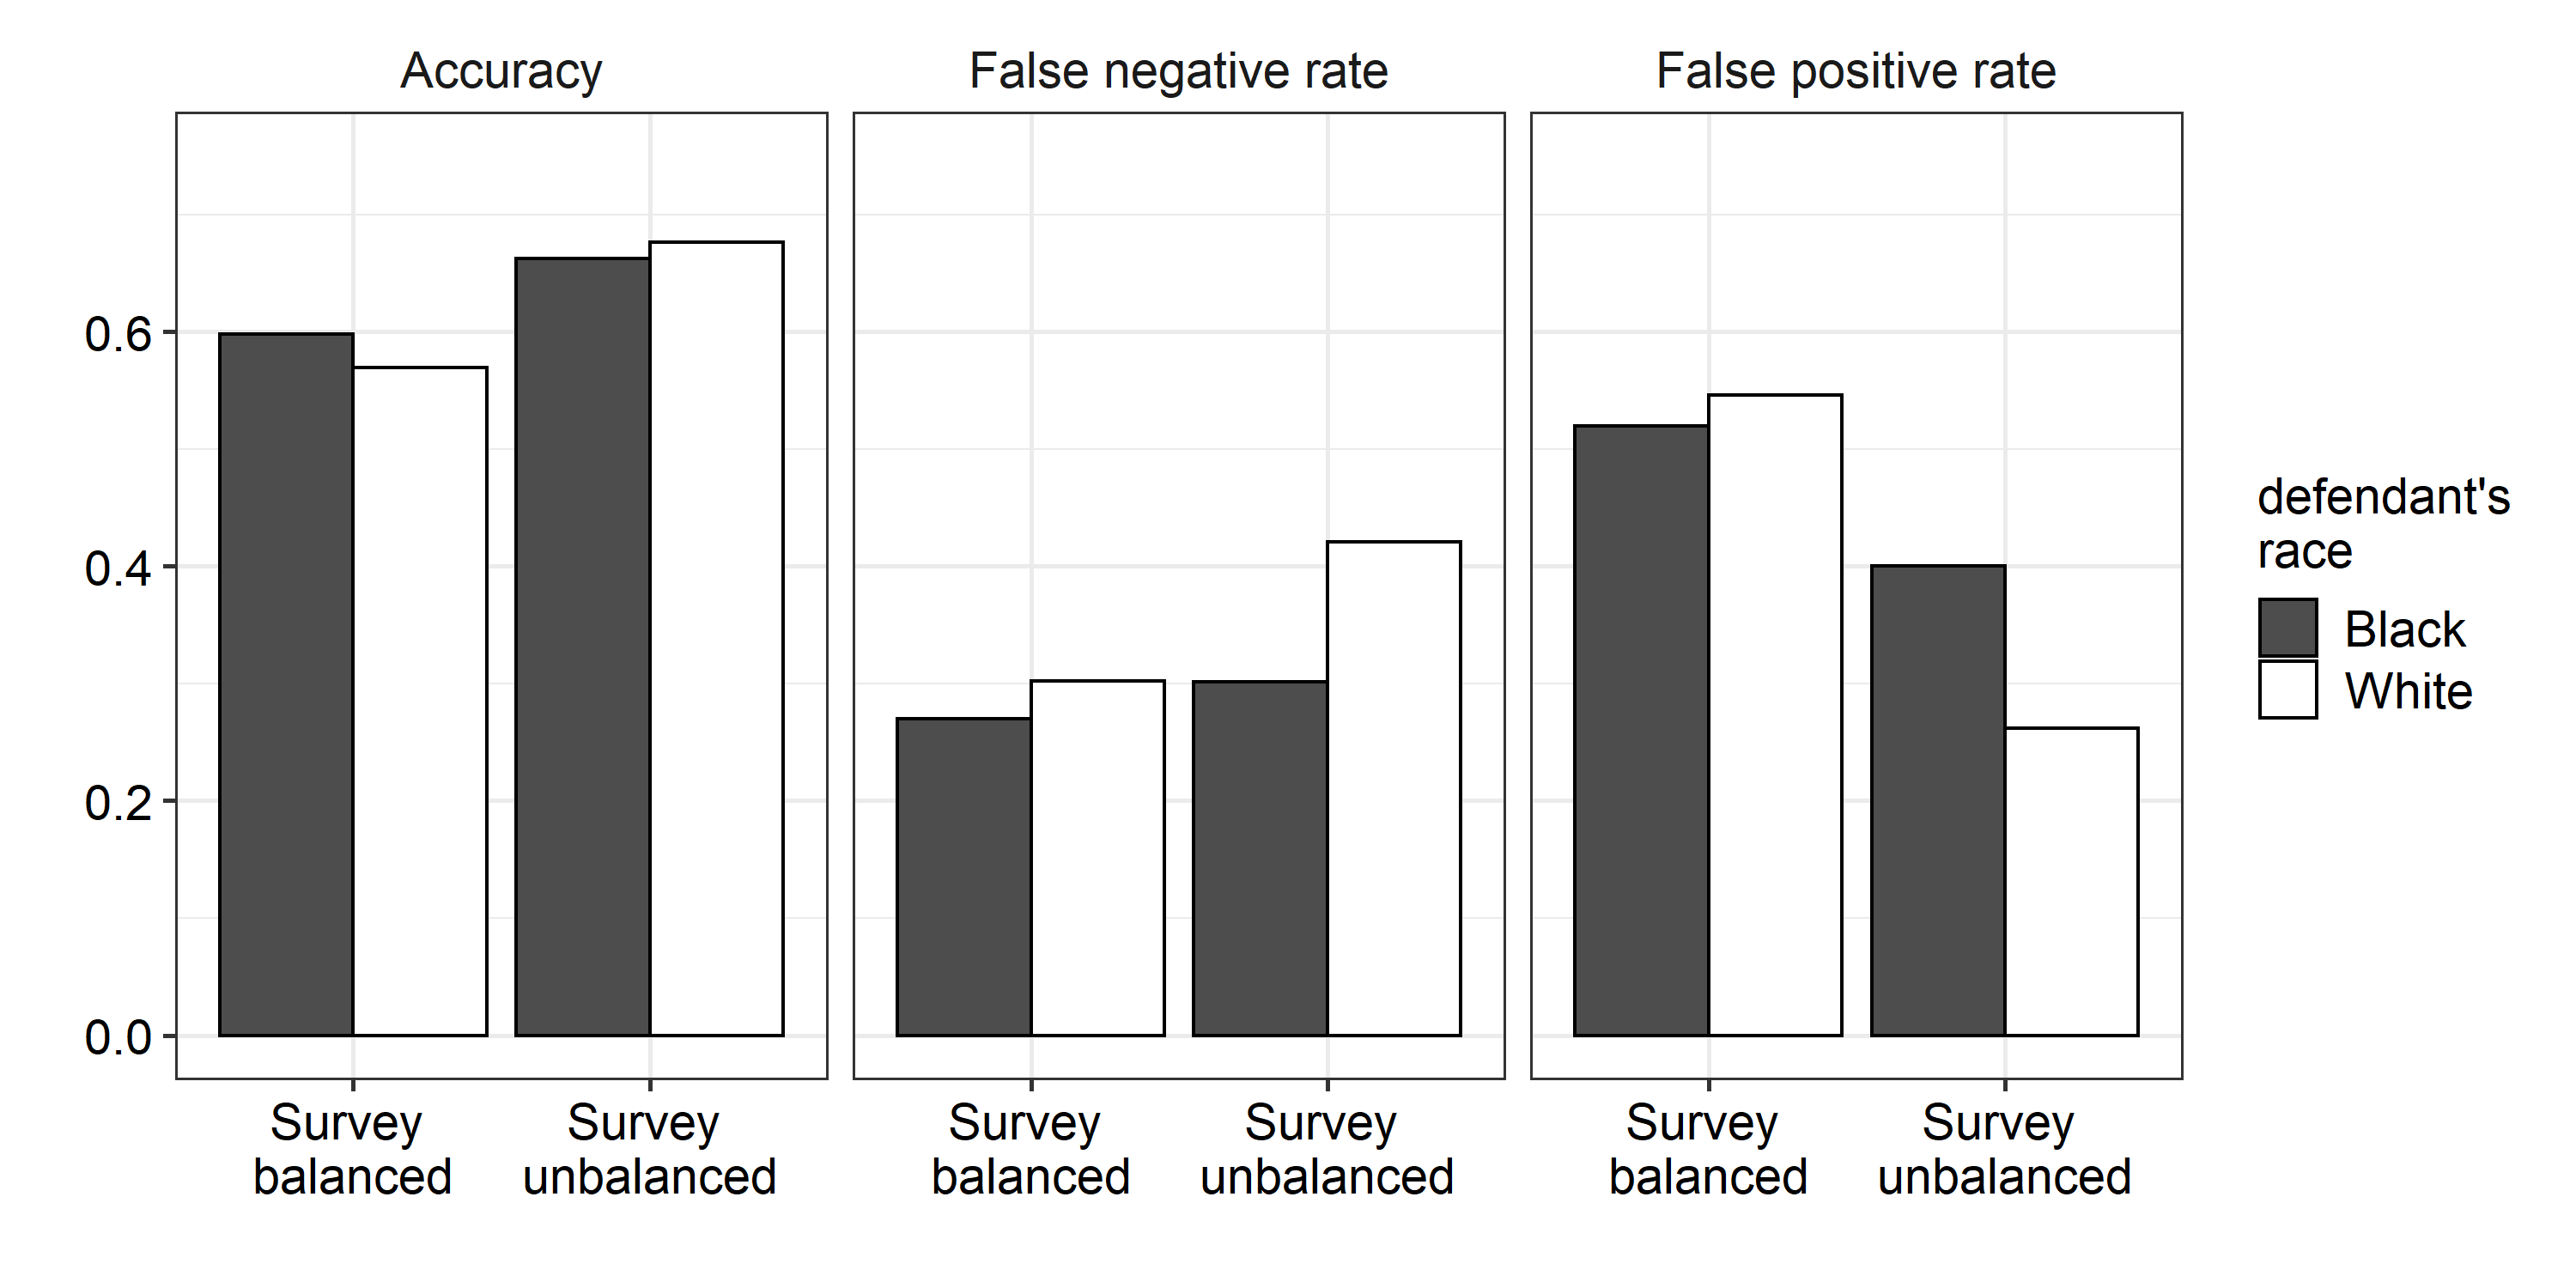 Accuracy
False negative rate
False positive rate
0.6
0.4
0.2
0.0
Survey
balanced
Survey
unbalanced
Survey
balanced
Survey
unbalanced
Survey
balanced
Survey
unbalanced
defendant's
race
Black
White